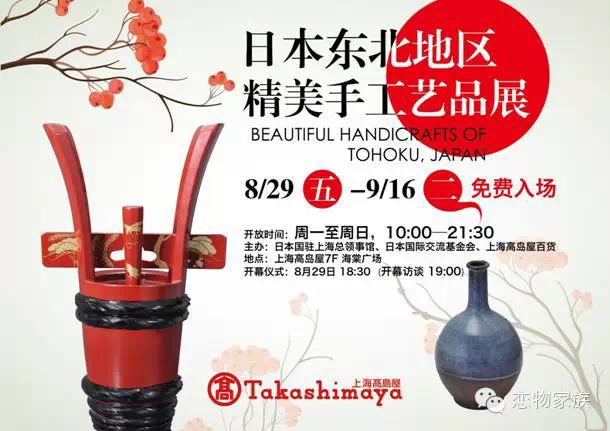 日本东北地区
精美手工艺品展
BEAUTIFUL HANDICRAFTS OF
TOHOKU, JAPAN
8/29 五 –9/16 二 免费入场
开放时间：周一至周日，10:00—21:30
主办：日本国驻上海总领事馆、日本国际交流基金会、上海高岛屋百货
地点：上海高岛屋7F 海棠广场
开幕仪式：8月29日 18:30（开幕访谈 19:00）
上海髙島屋
髙 Takashimaya
恋物家族